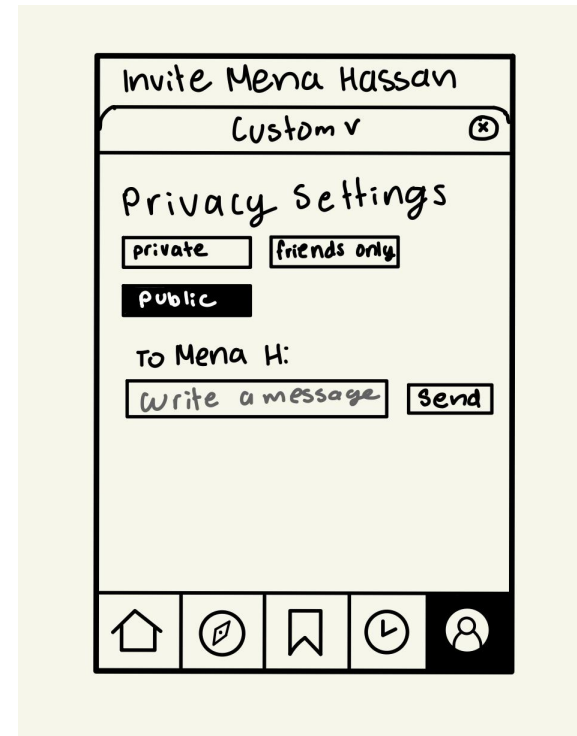 Invite Mena Hassan
Custom v
Privacy Settings
private friends only
public
To Mena H:
Write a message Send